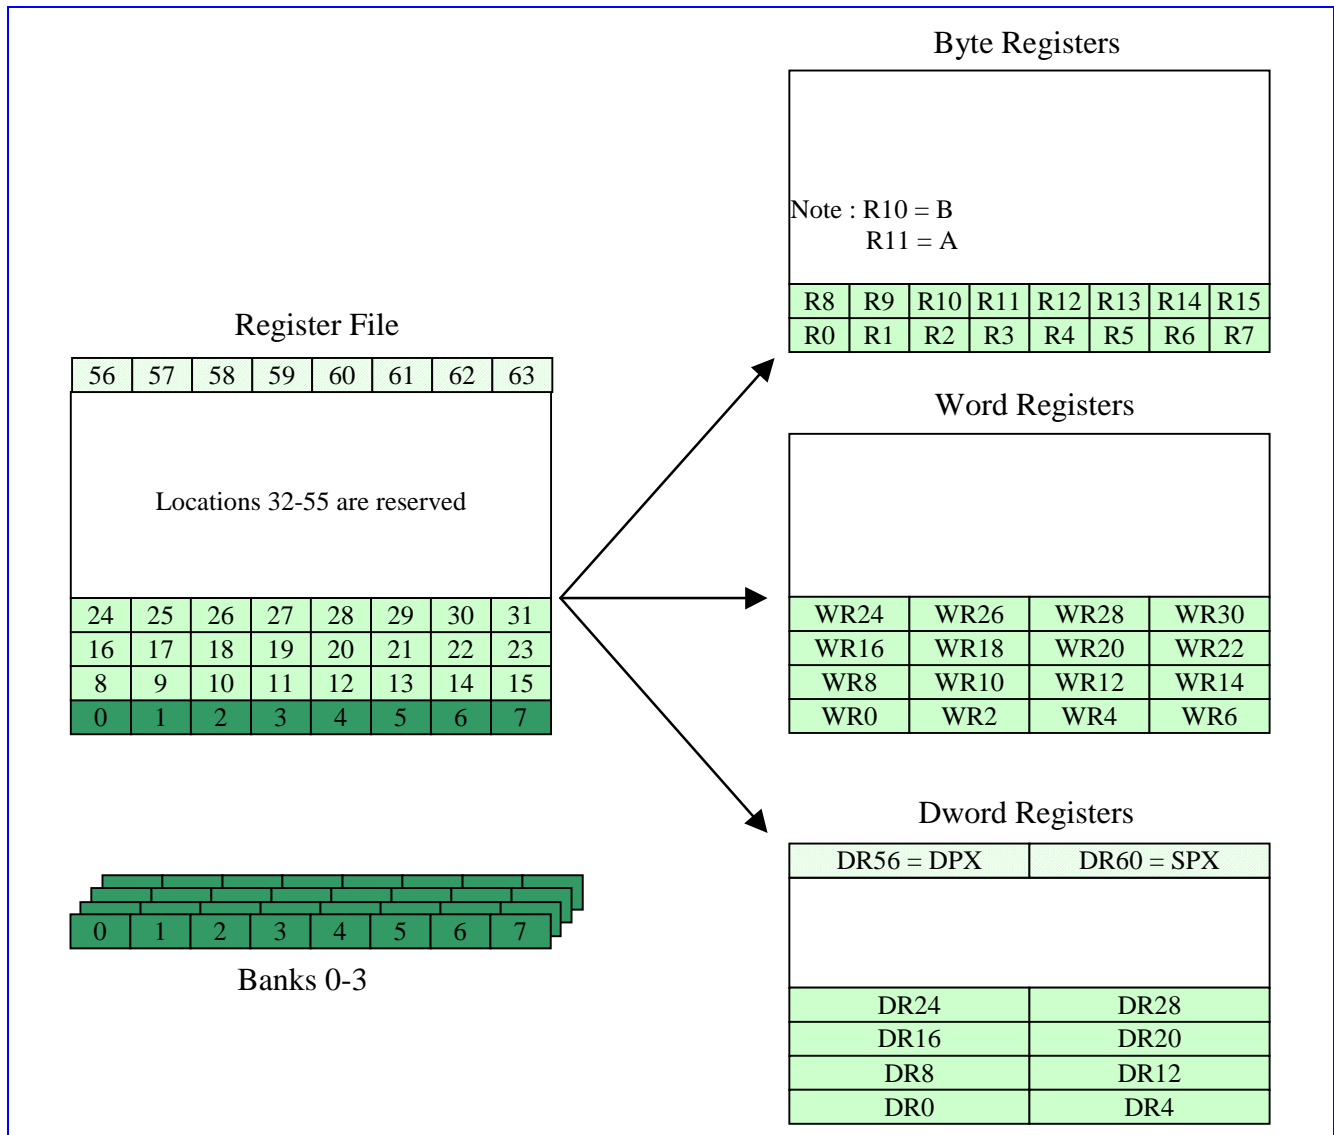 Byte Registers
Note : R10 = B
R11 = A
R8 R9 R10 R11 R12 R13 R14 R15
R0 R1 R2 R3 R4 R5 R6 R7
Register File
56 57 58 59 60 61 62 63
Locations 32-55 are reserved
24 25 26 27 28 29 30 31
16 17 18 19 20 21 22 23
8 9 10 11 12 13 14 15
0 1 2 3 4 5 6 7
0 1 2 3 4 5 6 7
Banks 0-3
Word Registers
WR24 WR26 WR28 WR30
WR16 WR18 WR20 WR22
WR8 WR10 WR12 WR14
WR0 WR2 WR4 WR6
Dword Registers
DR56 = DPX DR60 = SPX
DR24 DR28
DR16 DR20
DR8 DR12
DR0 DR4